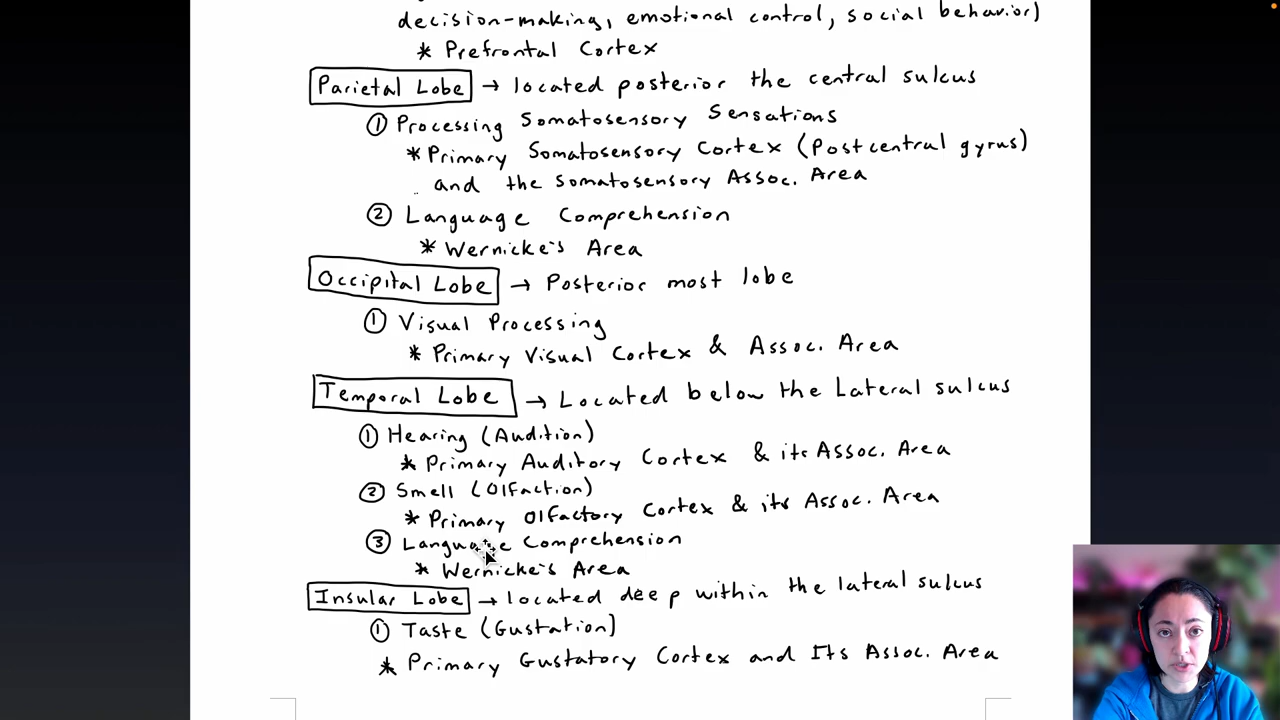 decision-making, emotional control, social behavior)
* Prefrontal Cortex
Parietal Lobe → located posterior the central sulcus
① Processing Somatosensory Sensations
* Primary Somatosensory Cortex (Postcentral gyrus)
and the Somatosensory Assoc. Area
② Language Comprehension
* Wernicke's Area
Occipital Lobe → Posterior most lobe
① Visual Processing
* Primary Visual Cortex & Assoc. Area
Temporal Lobe → Located below the Lateral sulcus
① Hearing (Audition)
* Primary Auditory Cortex & its Assoc. Area
② Smell (Olfaction)
* Primary Olfactory Cortex & its Assoc. Area
③ Language Comprehension
* Wernicke's Area
Insular Lobe → located deep within the lateral sulcus
① Taste (Gustation)
* Primary Gustatory Cortex and Its Assoc. Area